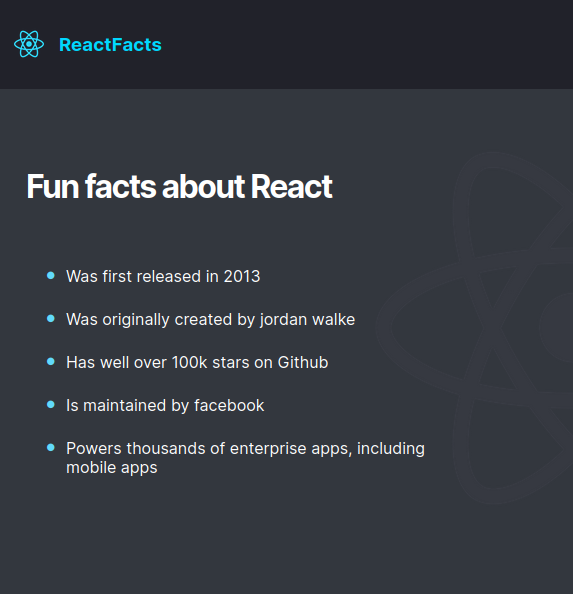 ReactFacts
Fun facts about React
Was first released in 2013
Was originally created by jordan walke
Has well over 100k stars on Github
Is maintained by facebook
Powers thousands of enterprise apps, including
mobile apps